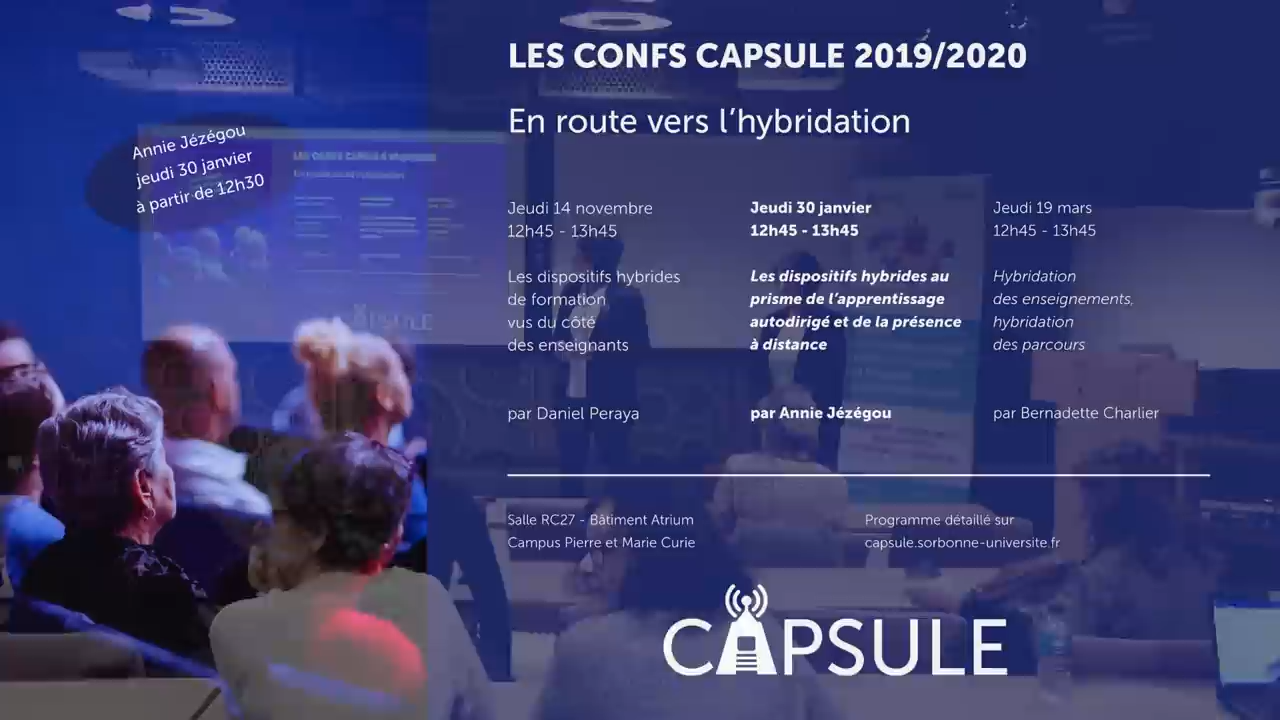 LES CONFS CAPSULE 2019/2020
En route vers l'hybridation
Annie Jézégou
jeudi 30 janvier
à partir de 12h30
Jeudi 14 novembre
12h45 - 13h45
Les dispositifs hybrides
de formation
vus du côté
des enseignants
par Daniel Peraya
Jeudi 30 janvier
12h45 - 13h45
Les dispositifs hybrides au
prisme de l'apprentissage
autodirigé et de la présence
à distance
par Annie Jézégou
Jeudi 19 mars
12h45 - 13h45
Hybridation
des enseignements,
hybridation
des parcours
par Bernadette Charlier
Salle RC27 - Bâtiment Atrium
Campus Pierre et Marie Curie
Programme détaillé sur
capsule.sorbonne-universite.fr
CAPSULE